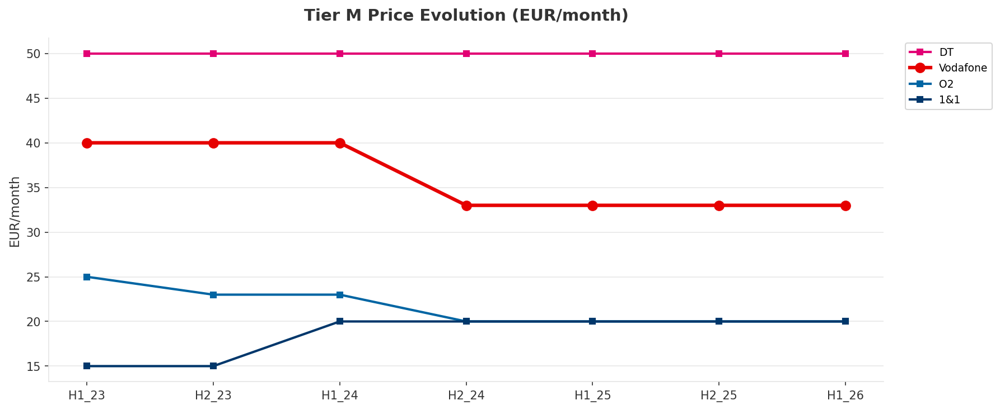 Tier M Price Evolution (EUR/month)
EUR/month
50
45
40
35
30
25
20
15
H1_23
H2_23
H1_24
H2_24
H1_25
H2_25
H1_26
DT
Vodafone
O2
1&1